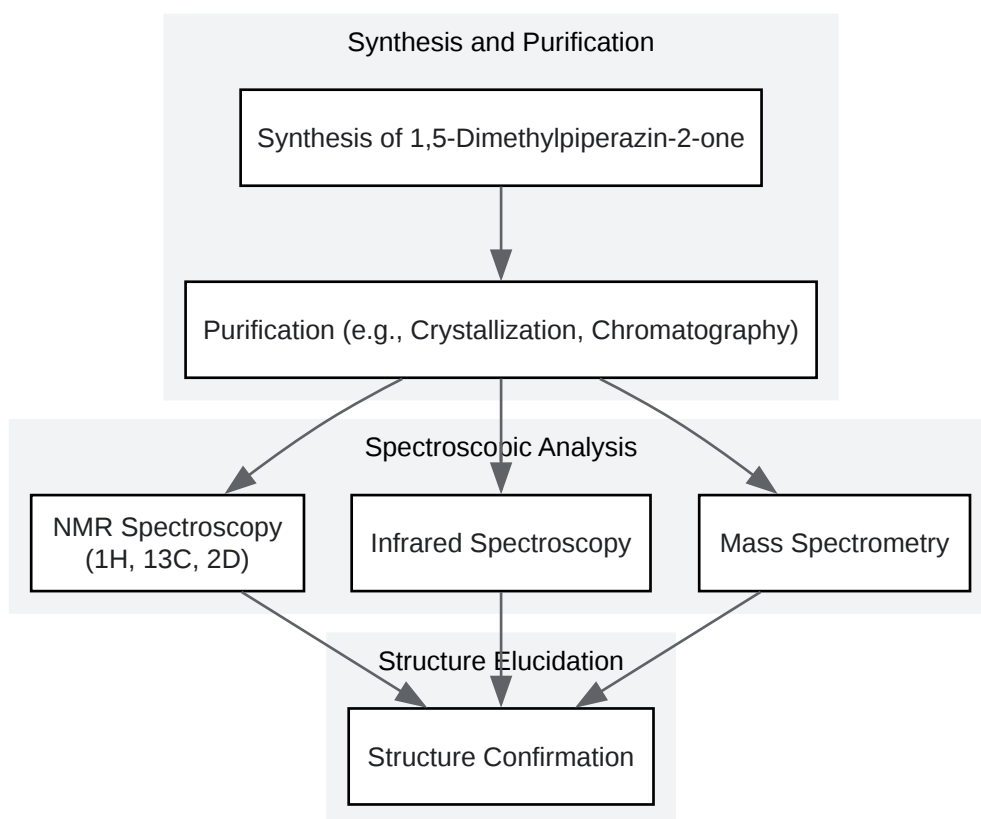 Synthesis and Purification
Synthesis of 1,5-Dimethylpiperazin-2-one
Purification (e.g., Crystallization, Chromatography)
Spectroscopic Analysis
NMR Spectroscopy
(1H, 13C, 2D)
Infrared Spectroscopy
Mass Spectrometry
Structure Elucidation
Structure Confirmation